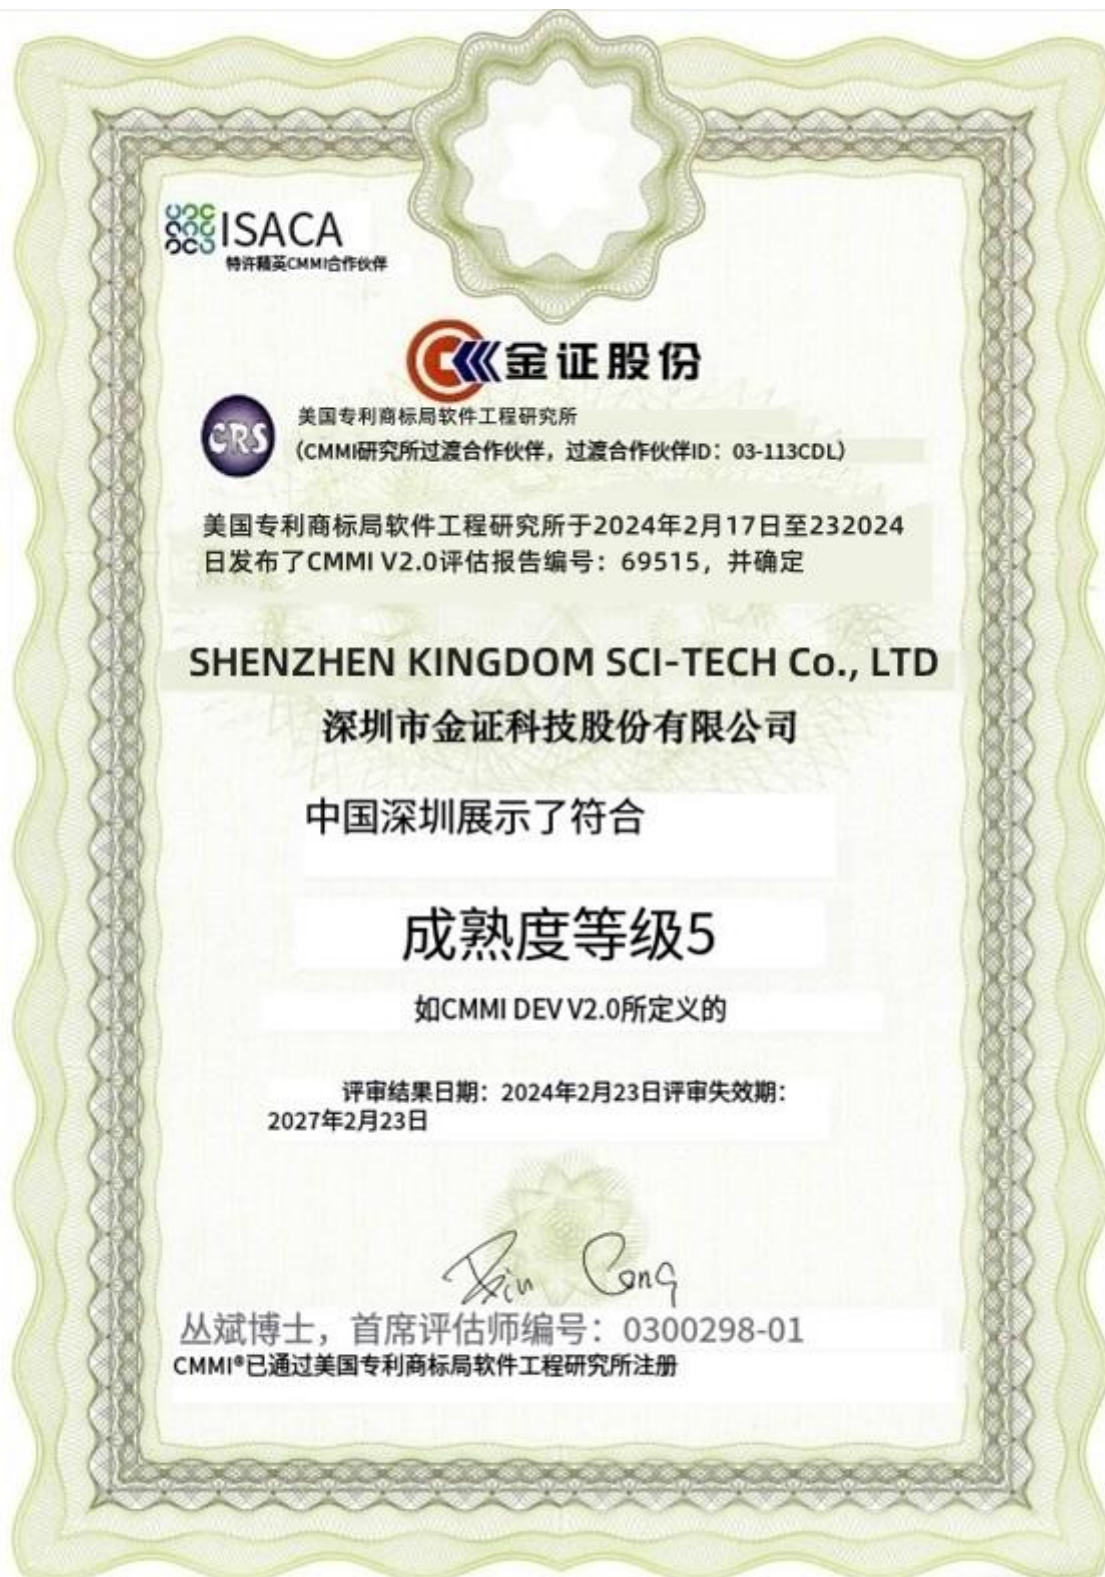 ISACA
特许精英CMMI合作伙伴
金证股份
CRS
美国专利商标局软件工程研究所
（CMMI研究所过渡合作伙伴，过渡合作伙伴ID：03-113CDL）
美国专利商标局软件工程研究所于2024年2月17日至232024
日发布了CMMI V2.0评估报告编号：69515，并确定
SHENZHEN KINGDOM SCI-TECH Co., LTD
深圳市金证科技股份有限公司
中国深圳展示了符合
成熟度等级5
如CMMI DEV V2.0所定义的
评审结果日期：2024年2月23日评审失效期：
2027年2月23日
Bin Cong
丛斌博士，首席评估师编号：0300298-01
CMMI®已通过美国专利商标局软件工程研究所注册